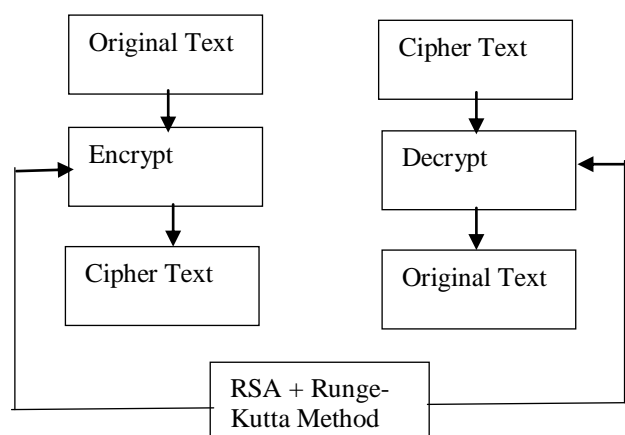 Original Text
Encrypt
Cipher Text
Cipher Text
Decrypt
Original Text
RSA + Runge-
Kutta Method